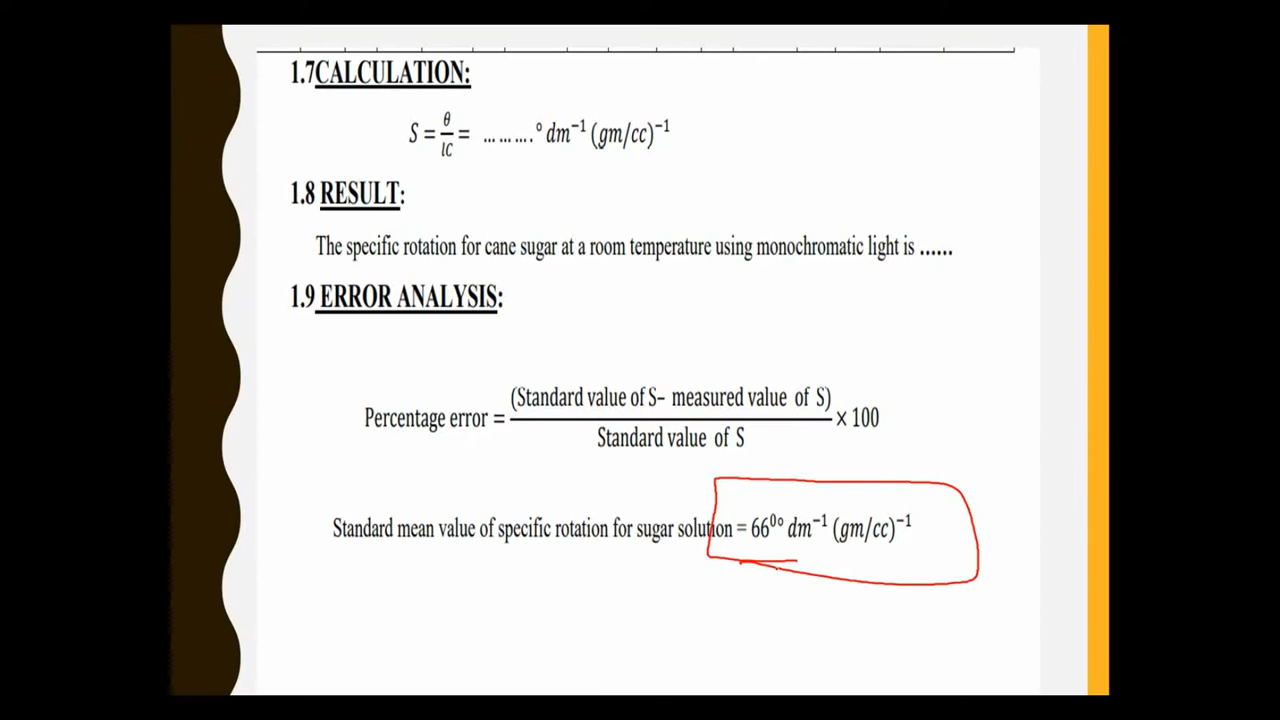 1.7CALCULATION:
S = θ/lC = ... ... ... .° dm⁻¹ (gm/cc)⁻¹
1.8 RESULT:
The specific rotation for cane sugar at a room temperature using monochromatic light is ......
1.9 ERROR ANALYSIS:
Percentage error = (Standard value of S– measured value of S) / Standard value of S × 100
Standard mean value of specific rotation for sugar solution = 66⁰° dm⁻¹ (gm/cc)⁻¹